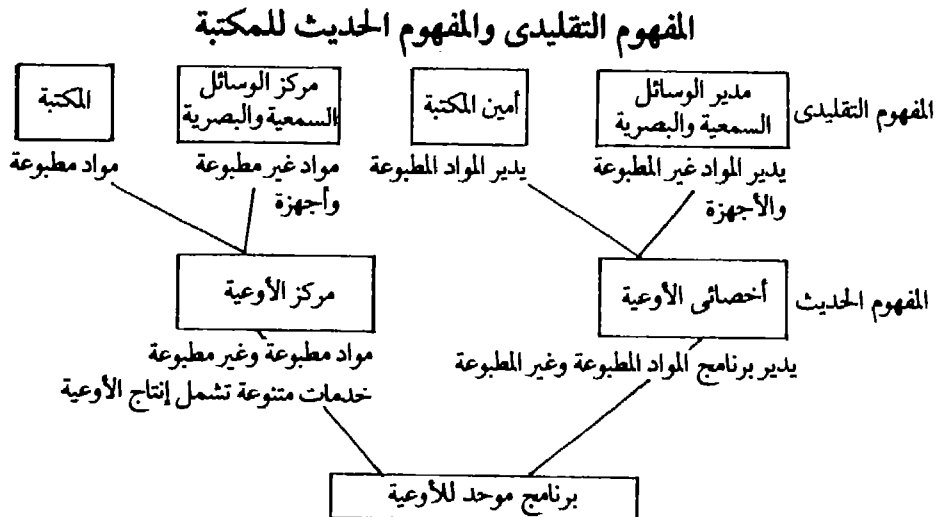 المفهوم التقليدى والمفهوم الحديث للمكتبة
المفهوم التقليدى
مدير الوسائل
السمعية والبصرية
أمين المكتبة
مركز الوسائل
السمعية والبصرية
المكتبة
يدير المواد غير المطبوعة
والأجهزة
يدير المواد المطبوعة
مواد غير مطبوعة
وأجهزة
مواد مطبوعة
المفهوم الحديث
أخصائى الأوعية
مركز الأوعية
يدير برنامج المواد المطبوعة وغير المطبوعة
مواد مطبوعة وغير مطبوعة
خدمات متنوعة تشمل إنتاج الأوعية
برنامج موحد للأوعية